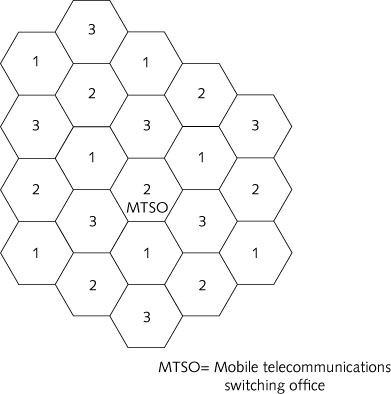 3
1 1
2 2
3 3 3
1 1
2 2 2
MTSO
3 3
1 1 1
2 2
3
MTSO= Mobile telecommunications
switching office